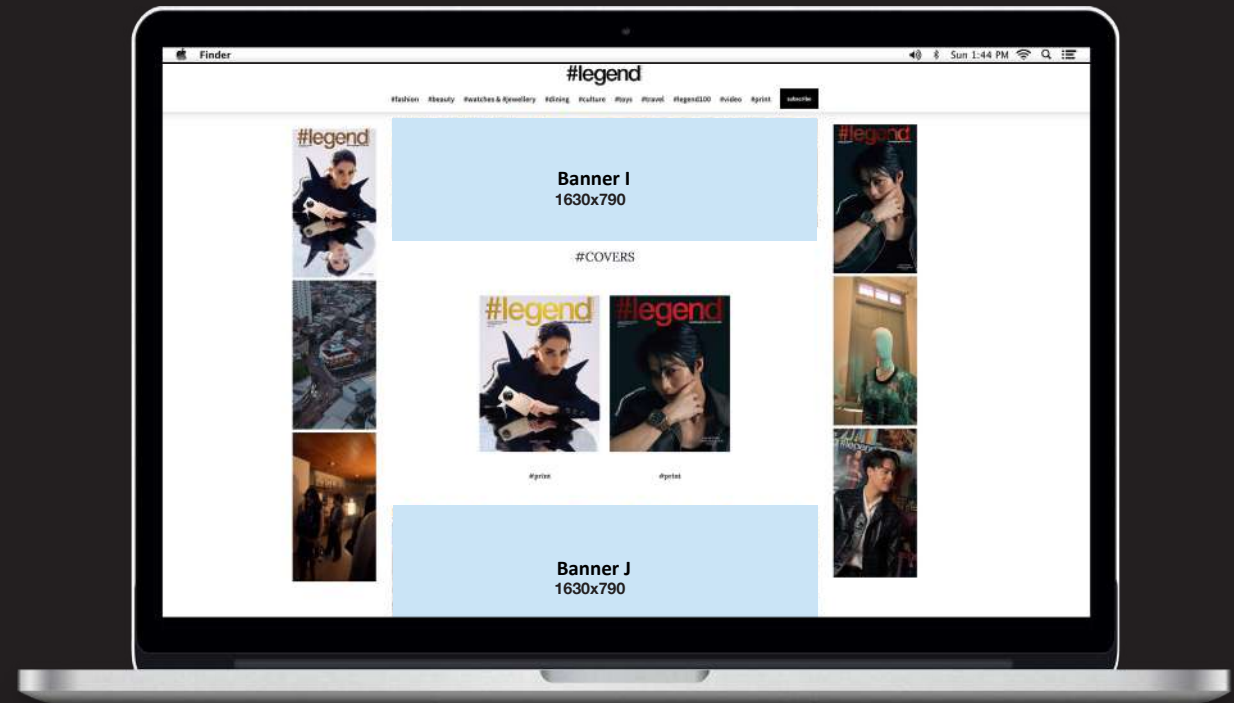 Finder
Sun 1:44 PM
#legend
#fashion #beauty #watches & #jewellery #dining #culture #toys #travel #legend100 #video #print subscribe
#legend
#legend
Banner I
1630x790
#COVERS
#legend
#legend
#print
#print
Banner J
1630x790